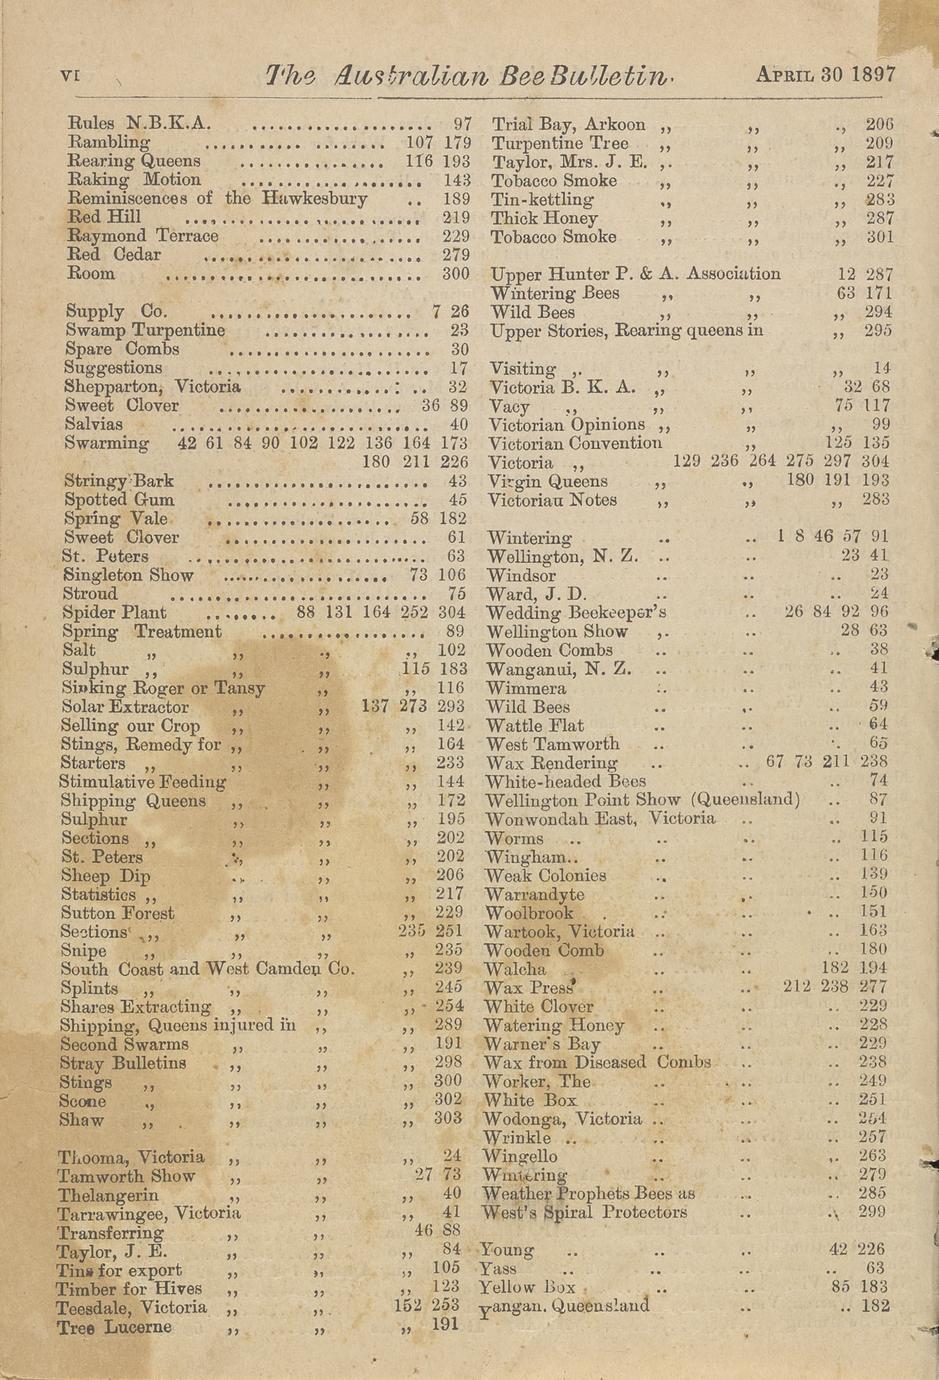 VI The Australian Bee Bulletin. APRIL 30 1897
Rules N.B.K.A. .................... 97
Rambling .................... 107 179
Rearing Queens ................ 116 193
Raking Motion .................... 143
Reminiscences of the Hawkesbury .. 189
Red Hill .......................... 219
Raymond Terrace .................. 229
Red Cedar ........................ 279
Room ............................ 300
Supply Co. ...................... 7 26
Swamp Turpentine .................. 23
Spare Combs ...................... 30
Suggestions ........................ 17
Shepparton, Victoria ............: .. 32
Sweet Clover .................... 36 89
Salvias ............................ 40
Swarming 42 61 84 90 102 122 136 164 173
180 211 226
Stringy Bark ........................ 43
Spotted Gum ...................... 45
Spring Vale .................... 58 182
Sweet Clover ...................... 61
St. Peters .......................... 63
Singleton Show .................. 73 106
Stroud ............................ 75
Spider Plant ........ 88 131 164 252 304
Spring Treatment .................. 89
Salt ,, ,, ., ., 102
Sulphur ,, ,, ,, 115 183
Sinking Roger or Tansy ,, ,, 116
Solar Extractor ,, ,, 137 273 293
Selling our Crop ,, ,, ,, 142
Stings, Remedy for ,, ,, ,, 164
Starters ,, ,, ,, ,, 233
Stimulative Feeding ,, ,, 144
Shipping Queens ,, ,, ,, 172
Sulphur ,, ,, ,, 195
Sections ,, ,, ,, ,, 202
St. Peters ,, ,, ,, 202
Sheep Dip ., ,, ,, 206
Statistics ,, ,, ,, ,, 217
Sutton Forest ,, ,, ,, 229
Sections ,, ,, ,, 235 251
Snipe ,, ,, ,, ,, 235
South Coast and West Camden Co. ,, 239
Splints ,, ,, ,, ,, 245
Shares Extracting ,, ,, ,, 254
Shipping, Queens injured in ,, ,, 289
Second Swarms ,, ,, ,, 191
Stray Bulletins ,, ,, ,, 298
Stings ,, ,, ,, ,, 300
Scone ,, ,, ,, ,, 302
Shaw ,, ,, ,, ,, 303
Thooma, Victoria ,, ,, ,, 24
Tamworth Show ,, ,, 27 73
Thelangerin ,, ,, ,, 40
Tarrawingee, Victoria ,, ,, 41
Transferring ,, ,, 46 88
Taylor, J. E. ,, ,, ,, 84
Tins for export ,, ,, ,, 105
Timber for Hives ,, ,, ,, 123
Teesdale, Victoria ,, ,, 152 253
Tree Lucerne ,, ,, ,, 191
Trial Bay, Arkoon ,, ,, ., 206
Turpentine Tree ,, ,, ,, 209
Taylor, Mrs. J. E. ,. ,, ,, 217
Tobacco Smoke ,, ,, ., 227
Tin-kettling ., ,, ,, 283
Thick Honey ,, ,, ,, 287
Tobacco Smoke ,, ,, ,, 301
Upper Hunter P. & A. Association 12 287
Wintering Bees ,, ,, 63 171
Wild Bees ,, ,, ,, 294
Upper Stories, Rearing queens in ,, 295
Visiting ,. ,, ,, ,, 14
Victoria B. K. A. ,, ,, 32 68
Vacy ,, ,, ,, 75 117
Victorian Opinions ,, ,, ,, 99
Victorian Convention ,, 125 135
Victoria ,, 129 236 264 275 297 304
Virgin Queens ,, ., 180 191 193
Victorian Notes ,, ,, ,, 283
Wintering .. .. 1 8 46 57 91
Wellington, N. Z. .. .. 23 41
Windsor .. .. .. 23
Ward, J. D. .. .. .. 24
Wedding Beekeeper's .. 26 84 92 96
Wellington Show ,. .. 28 63
Wooden Combs .. .. .. 38
Wanganui, N. Z. .. .. .. 41
Wimmera .. .. .. 43
Wild Bees .. .. .. 59
Wattle Flat .. .. .. 64
West Tamworth .. .. .. 65
Wax Rendering .. .. 67 73 211 238
White-headed Bees .. .. 74
Wellington Point Show (Queensland) .. 87
Wonwondah East, Victoria .. .. 91
Worms .. .. .. .. 115
Wingham.. .. .. .. 116
Weak Colonies .. .. .. 139
Warrandyte .. .. .. 150
Woolbrook . .. .. .. 151
Wartook, Victoria .. .. .. 163
Wooden Comb .. .. .. 180
Walcha .. .. 182 194
Wax Press .. .. 212 238 277
White Clover .. .. .. 229
Watering Honey .. .. .. 228
Warner's Bay .. .. .. 229
Wax from Diseased Combs .. .. 238
Worker, The .. .. .. 249
White Box .. .. .. 251
Wodonga, Victoria .. .. .. 254
Wrinkle .. .. .. .. 257
Wingello .. .. .. 263
Wintering .. .. .. 279
Weather Prophets Bees as .. .. 285
West's Spiral Protectors .. .. 299
Young .. .. .. 42 226
Yass .. .. .. .. 63
Yellow Box .. .. 85 183
Yangan, Queensland .. .. 182